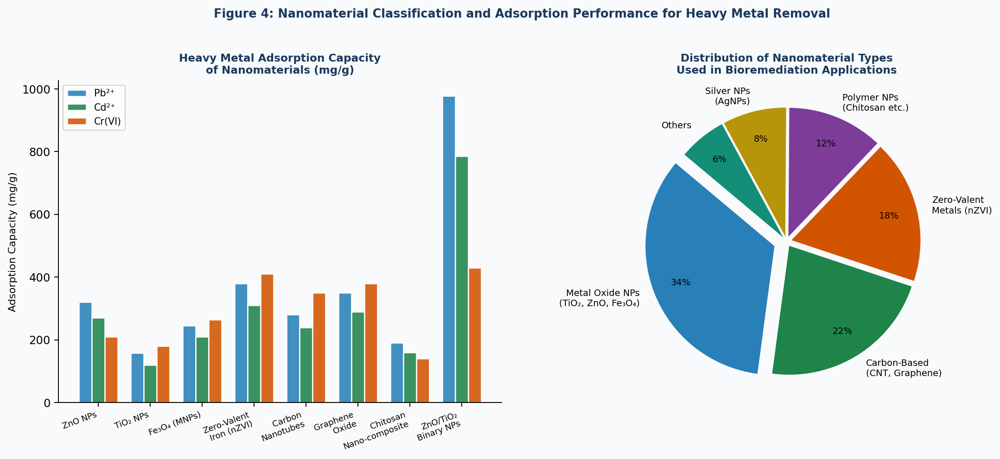 Figure 4: Nanomaterial Classification and Adsorption Performance for Heavy Metal Removal
Heavy Metal Adsorption Capacity
of Nanomaterials (mg/g)
Adsorption Capacity (mg/g)
1000
800
600
400
200
0
Pb²⁺
Cd²⁺
Cr(VI)
ZnO NPs
TiO₂ NPs
Fe₃O₄ (MNPs)
Zero-Valent
Iron (nZVI)
Carbon
Nanotubes
Graphene
Oxide
Chitosan
Nano-composite
ZnO/TiO₂
Binary NPs
Distribution of Nanomaterial Types
Used in Bioremediation Applications
Silver NPs
(AgNPs)
Polymer NPs
(Chitosan etc.)
Others
8%
12%
6%
Zero-Valent
Metals (nZVI)
18%
34%
Metal Oxide NPs
(TiO₂, ZnO, Fe₃O₄)
22%
Carbon-Based
(CNT, Graphene)